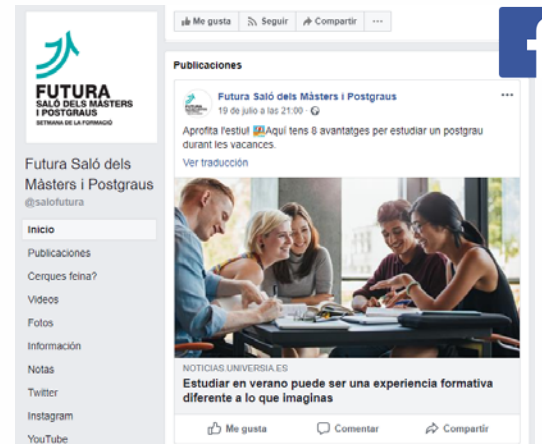 Me gusta Seguir Compartir ...
FUTURA
SALÓ DELS MÀSTERS
I POSTGRAUS
SETMANA DE LA FORMACIÓ
Futura Saló dels
Màsters i Postgraus
@salofutura
Inicio
Publicaciones
Cerques feina?
Videos
Fotos
Información
Notas
Twitter
Instagram
YouTube
Publicaciones
Futura Saló dels Màsters i Postgraus
19 de julio a las 21:00 ·
Aprofita l'estiu! Aquí tens 8 avantatges per estudiar un postgrau
durant les vacances.
Ver traducción
NOTICIAS.UNIVERSIA.ES
Estudiar en verano puede ser una experiencia formativa
diferente a lo que imaginas
Me gusta Comentar Compartir